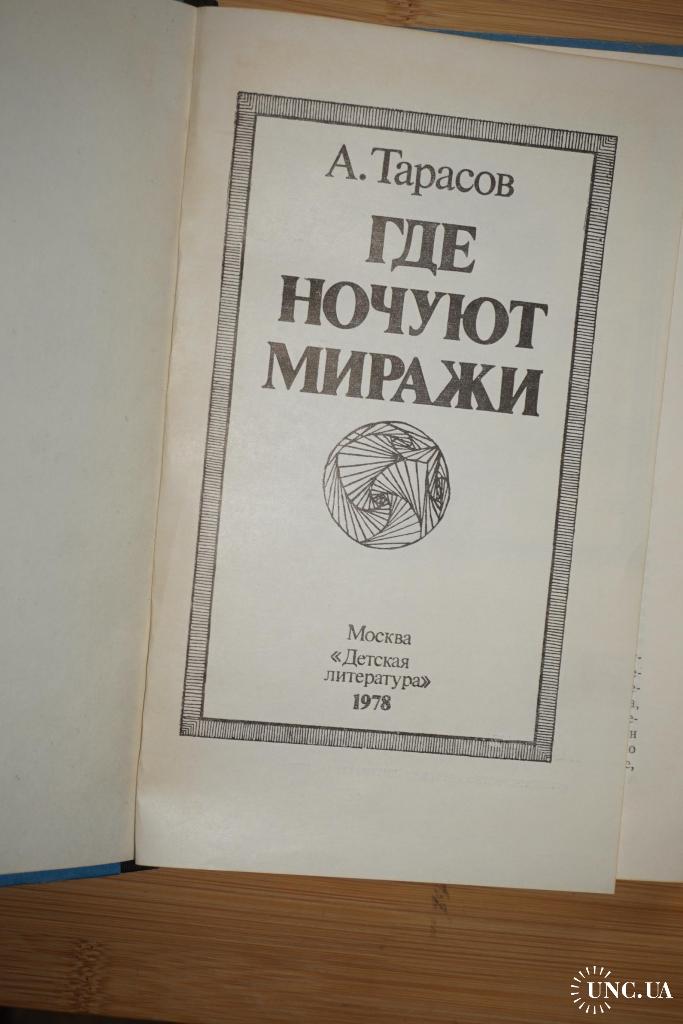 А. Тарасов
ГДЕ
НОЧУЮТ
МИРАЖИ
Москва
«Детская
литература»
1978
UNC.UA